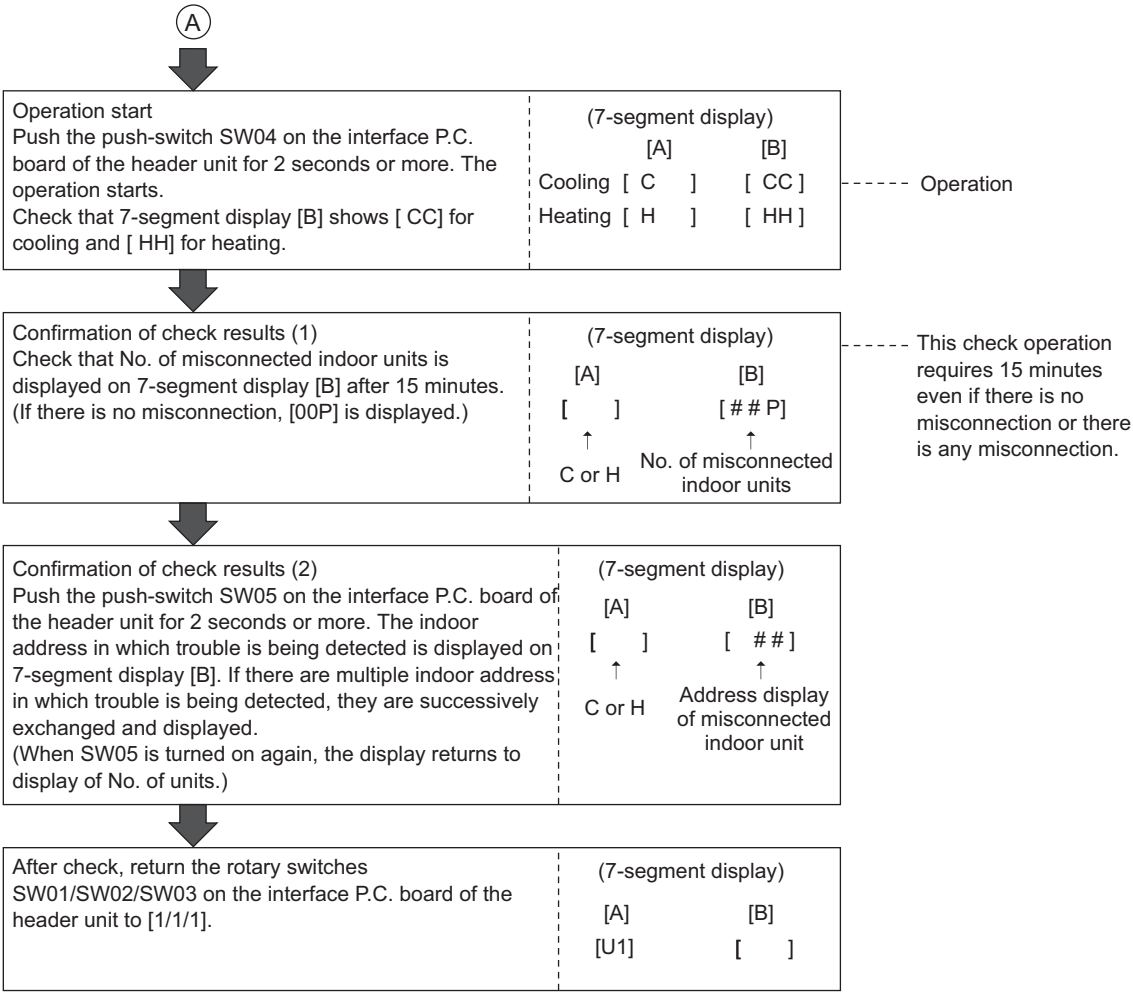 A
Operation start
Push the push-switch SW04 on the interface P.C.
board of the header unit for 2 seconds or more. The
operation starts.
Check that 7-segment display [B] shows [ CC] for
cooling and [ HH] for heating.
(7-segment display)
[A] [B]
Cooling [ C ] [ CC ]
Heating [ H ] [ HH ]
Operation
Confirmation of check results (1)
Check that No. of misconnected indoor units is
displayed on 7-segment display [B] after 15 minutes.
(If there is no misconnection, [00P] is displayed.)
(7-segment display)
[A] [B]
[ ] [ # # P]
↑ ↑
C or H No. of misconnected
indoor units
This check operation
requires 15 minutes
even if there is no
misconnection or there
is any misconnection.
Confirmation of check results (2)
Push the push-switch SW05 on the interface P.C. board of
the header unit for 2 seconds or more. The indoor
address in which trouble is being detected is displayed on
7-segment display [B]. If there are multiple indoor address
in which trouble is being detected, they are successively
exchanged and displayed.
(When SW05 is turned on again, the display returns to
display of No. of units.)
(7-segment display)
[A] [B]
[ ] [ # # ]
↑ ↑
C or H Address display
of misconnected
indoor unit
After check, return the rotary switches
SW01/SW02/SW03 on the interface P.C. board of the
header unit to [1/1/1].
(7-segment display)
[A] [B]
[U1] [ ]